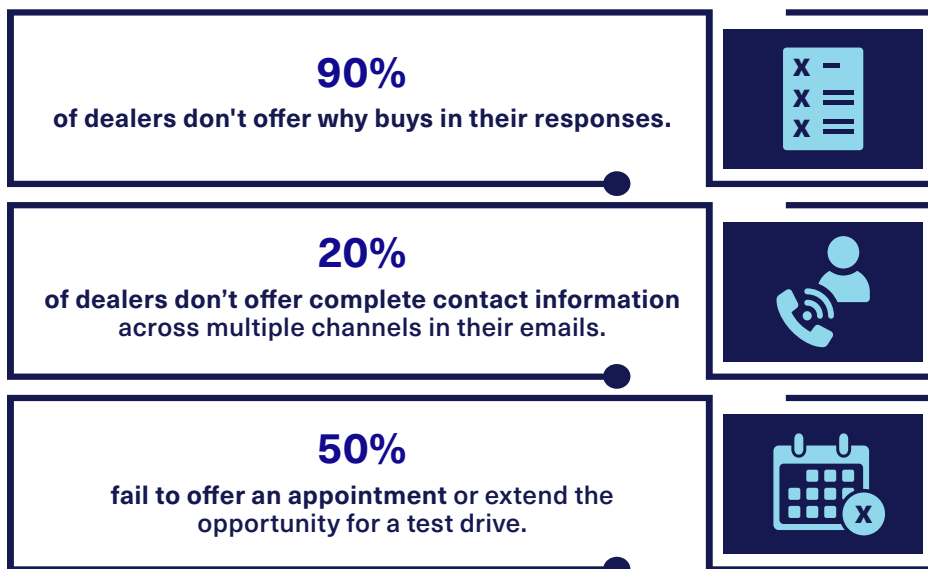 90%
of dealers don't offer why buys in their responses.
X
X
X
20%
of dealers don’t offer complete contact information
across multiple channels in their emails.
50%
fail to offer an appointment or extend the
opportunity for a test drive.
X